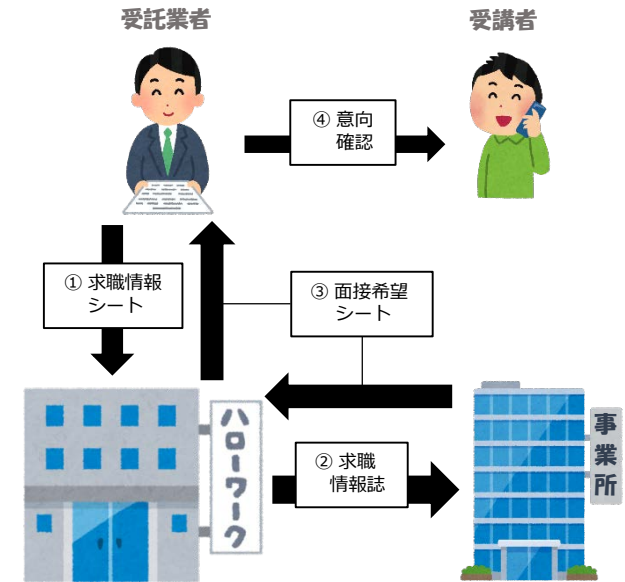 受託業者
受講者
④ 意向
確認
① 求職情報
シート
③ 面接希望
シート
ハローワーク
② 求職
情報誌
事業所